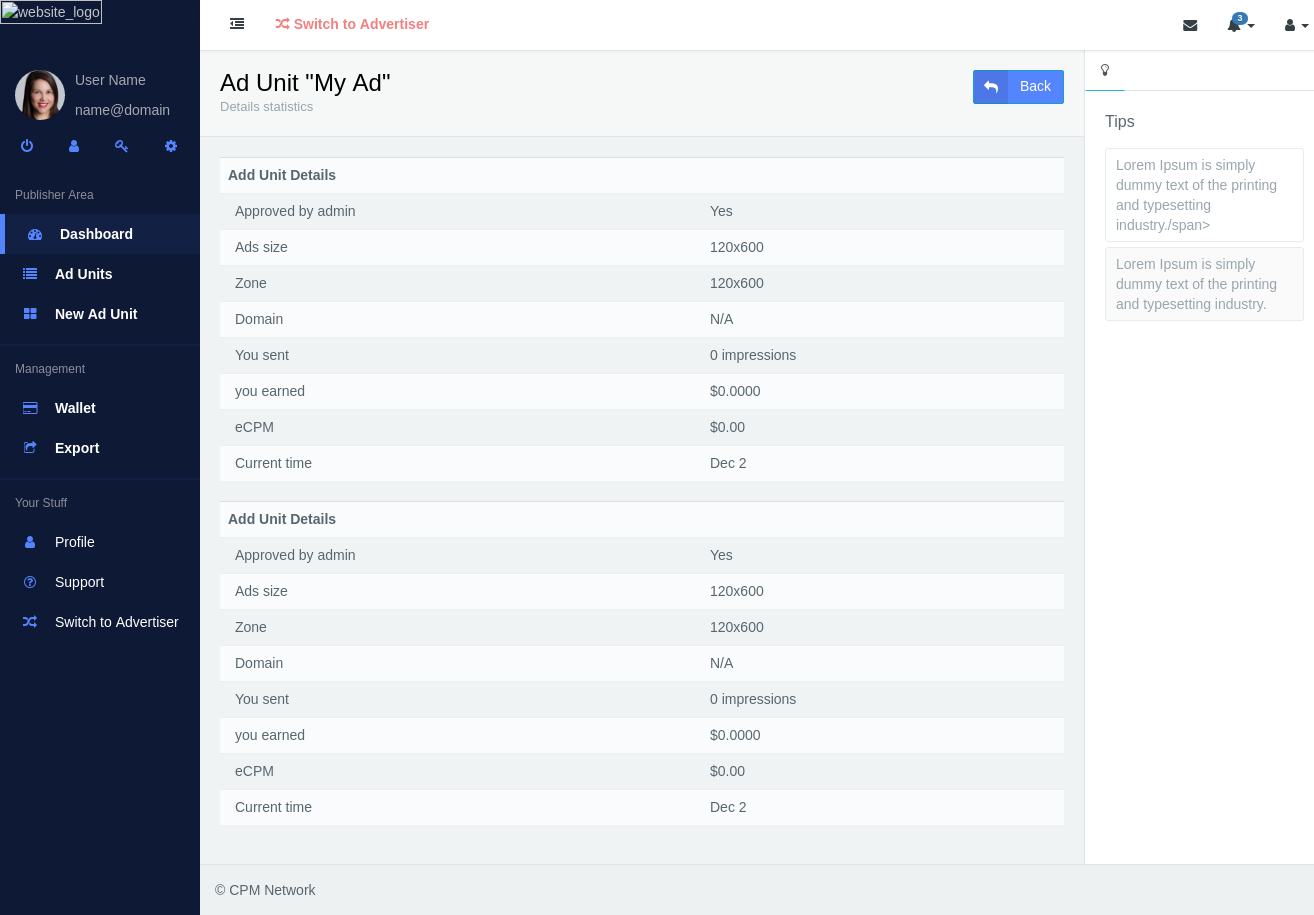 website_logo
User Name
name@domain
Publisher Area
Dashboard
Ad Units
New Ad Unit
Management
Wallet
Export
Your Stuff
Profile
Support
Switch to Advertiser
Switch to Advertiser
3
Ad Unit "My Ad"
Details statistics
Back
Add Unit Details
Approved by admin Yes
Ads size 120x600
Zone 120x600
Domain N/A
You sent 0 impressions
you earned $0.0000
eCPM $0.00
Current time Dec 2
Add Unit Details
Approved by admin Yes
Ads size 120x600
Zone 120x600
Domain N/A
You sent 0 impressions
you earned $0.0000
eCPM $0.00
Current time Dec 2
Tips
Lorem Ipsum is simply
dummy text of the printing
and typesetting
industry./span>
Lorem Ipsum is simply
dummy text of the printing
and typesetting industry.
© CPM Network